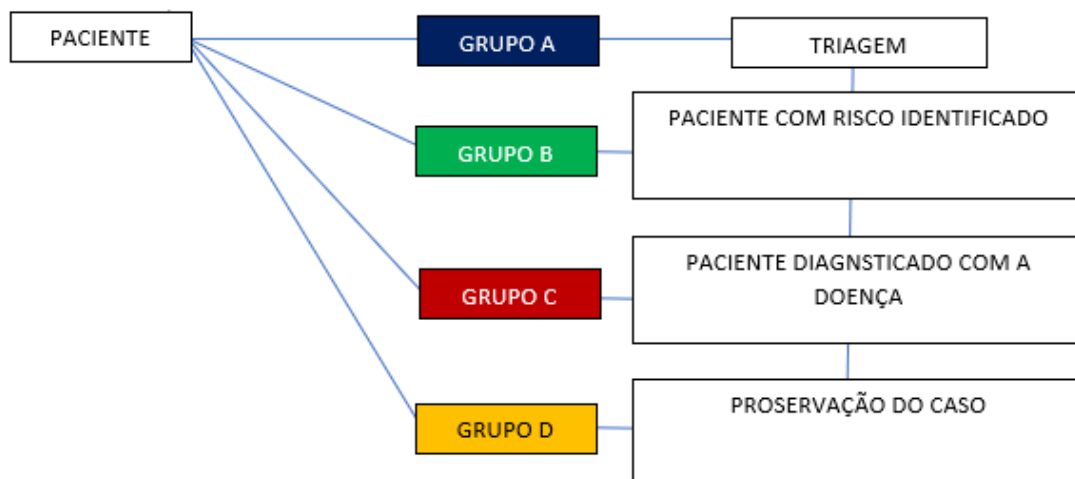 PACIENTE
GRUPO A
TRIAGEM
GRUPO B
PACIENTE COM RISCO IDENTIFICADO
GRUPO C
PACIENTE DIAGNSTICADO COM A
DOENÇA
GRUPO D
PROSERVAÇÃO DO CASO